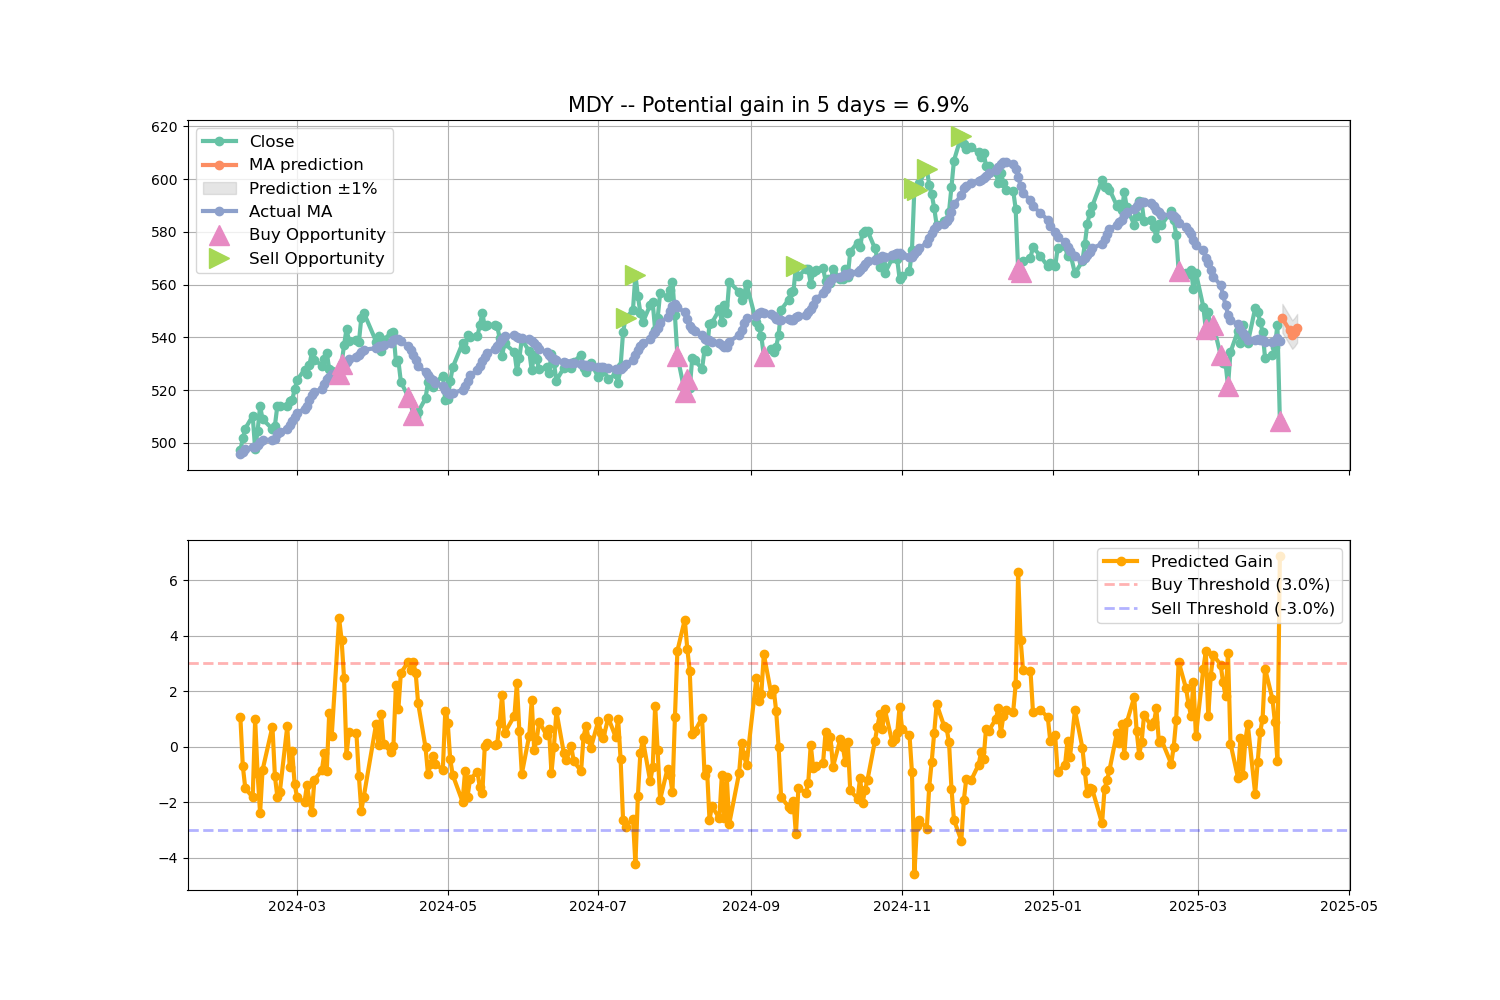 MDY -- Potential gain in 5 days = 6.9%
620
600
580
560
540
520
500
Close
MA prediction
Prediction ±1%
Actual MA
Buy Opportunity
Sell Opportunity
6
4
2
0
−2
−4
Predicted Gain
Buy Threshold (3.0%)
Sell Threshold (-3.0%)
2024-03
2024-05
2024-07
2024-09
2024-11
2025-01
2025-03
2025-05